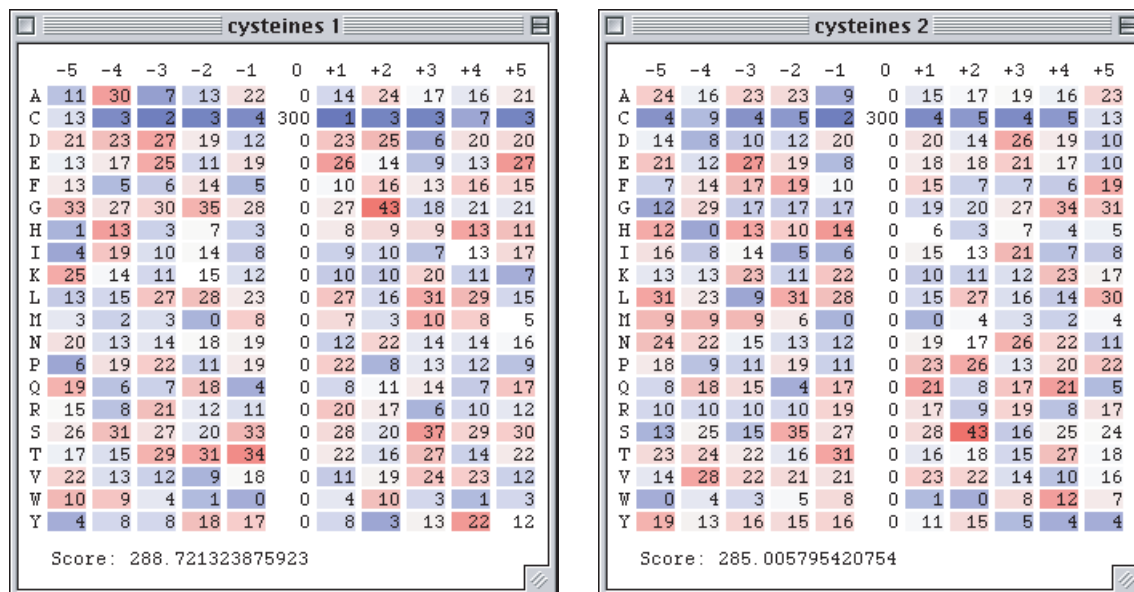 cysteines 1
-5 -4 -3 -2 -1 0 +1 +2 +3 +4 +5
A 11 30 7 13 22 0 14 24 17 16 21
C 13 3 2 3 4 300 1 3 3 7 3
D 21 23 27 19 12 0 23 25 6 20 20
E 13 17 25 11 19 0 26 14 9 13 27
F 13 5 6 14 5 0 10 16 13 16 15
G 33 27 30 35 28 0 27 43 18 21 21
H 1 13 3 7 3 0 8 9 9 13 11
I 4 19 10 14 8 0 9 10 7 13 17
K 25 14 11 15 12 0 10 10 20 11 7
L 13 15 27 28 23 0 27 16 31 29 15
M 3 2 3 0 8 0 7 3 10 8 5
N 20 13 14 18 19 0 12 22 14 14 16
P 6 19 22 11 19 0 22 8 13 12 9
Q 19 6 7 18 4 0 8 11 14 7 17
R 15 8 21 12 11 0 20 17 6 10 12
S 26 31 27 20 33 0 28 20 37 29 30
T 17 15 29 31 34 0 22 16 27 14 22
V 22 13 12 9 18 0 11 19 24 23 12
W 10 9 4 1 0 0 4 10 3 1 3
Y 4 8 8 18 17 0 8 3 13 22 12
Score: 288.721323875923
cysteines 2
-5 -4 -3 -2 -1 0 +1 +2 +3 +4 +5
A 24 16 23 23 9 0 15 17 19 16 23
C 4 9 4 5 2 300 4 5 4 5 13
D 14 8 10 12 20 0 20 14 26 19 10
E 21 12 27 19 8 0 18 18 21 17 10
F 7 14 17 19 10 0 15 7 7 6 19
G 12 29 17 17 17 0 19 20 27 34 31
H 12 0 13 10 14 0 6 3 7 4 5
I 16 8 14 5 6 0 15 13 21 7 8
K 13 13 23 11 22 0 10 11 12 23 17
L 31 23 9 31 28 0 15 27 16 14 30
M 9 9 9 6 0 0 0 4 3 2 4
N 24 22 15 13 12 0 19 17 26 22 11
P 18 9 11 19 11 0 23 26 13 20 22
Q 8 18 15 4 17 0 21 8 17 21 5
R 10 10 10 10 19 0 17 9 19 8 17
S 13 25 15 35 27 0 28 43 16 25 24
T 23 24 22 16 31 0 16 18 15 27 18
V 14 28 22 21 21 0 23 22 14 10 16
W 0 4 3 5 8 0 1 0 8 12 7
Y 19 13 16 15 16 0 11 15 5 4 4
Score: 285.005795420754